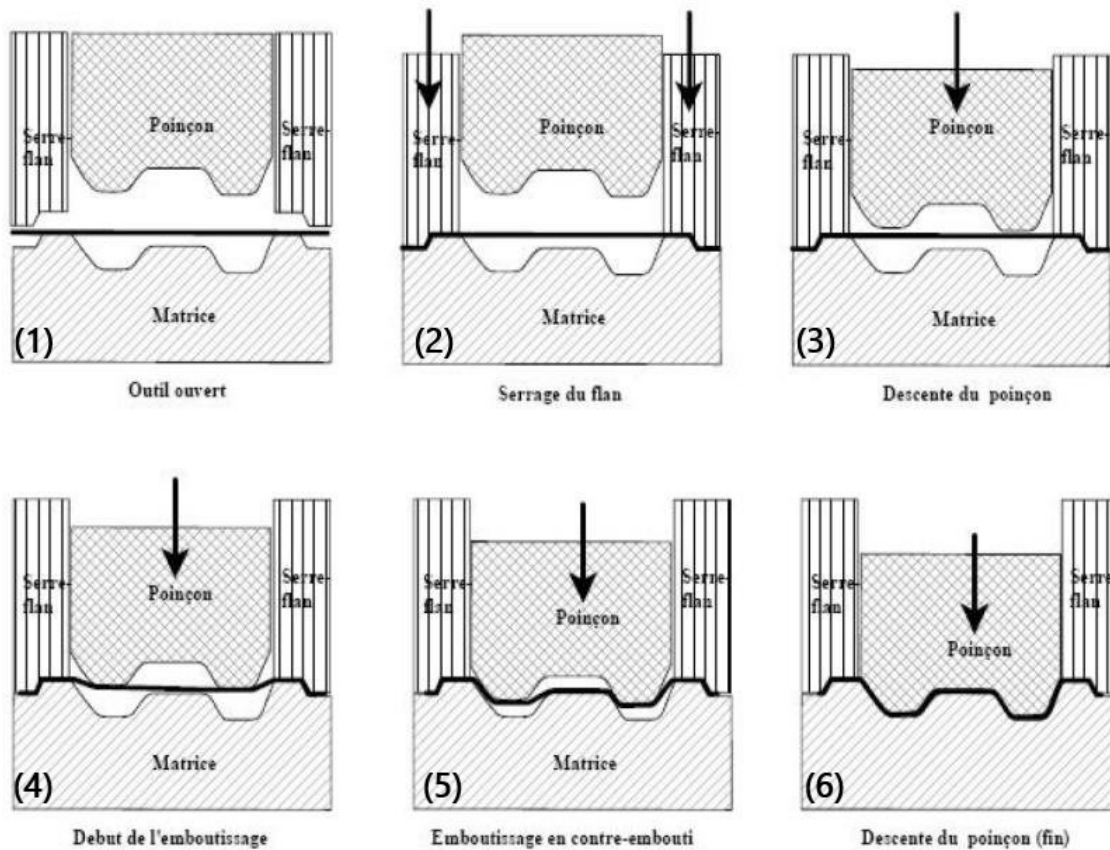 Serre-
flan
Poinçon
Serre-
flan
Matrice
(1)
Outil ouvert
Serre-
flan
Poinçon
Serre-
flan
Matrice
(2)
Serrage du flan
Serre-
flan
Poinçon
Serre-
flan
Matrice
(3)
Descente du poinçon
Serre-
flan
Poinçon
Serre-
flan
Matrice
(4)
Debut de l'emboutissage
Serre-
flan
Poinçon
Serre-
flan
Matrice
(5)
Emboutissage en contre-embouti
Serre-
flan
Poinçon
Serre-
flan
(6)
Descente du poinçon (fin)